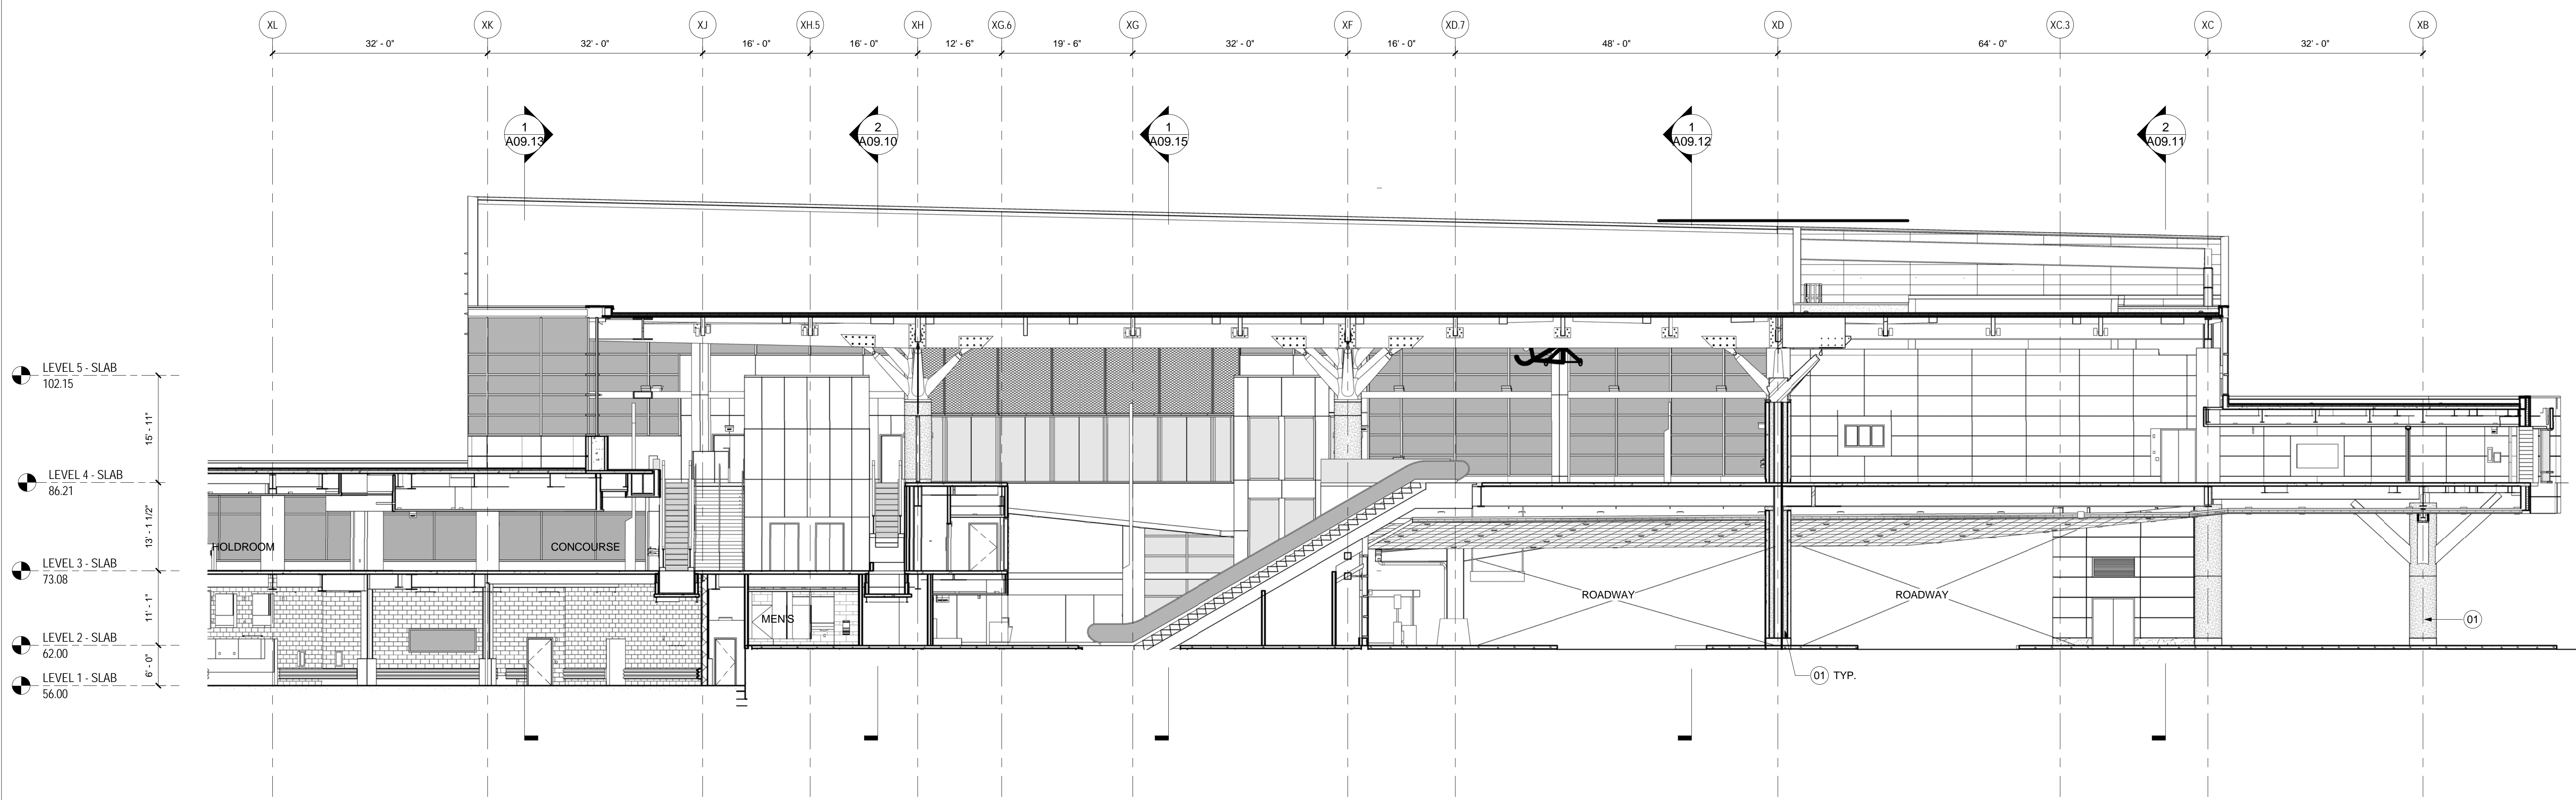 XL XK XJ XH.5 XH XG.6 XG XF XD.7 XD XC.3 XC XB
32' - 0" 32' - 0" 16' - 0" 16' - 0" 12' - 6" 19' - 6" 32' - 0" 16' - 0" 48' - 0" 64' - 0" 32' - 0"
1 2 1 1 2
A09.13 A09.10 A09.15 A09.12 A09.11
LEVEL 5 - SLAB
102.15
15' - 11"
LEVEL 4 - SLAB
86.21
13' - 1 1/2"
HOLDROOM CONCOURSE
LEVEL 3 - SLAB
73.08
11' - 1"
ROADWAY ROADWAY
MEN'S 01
LEVEL 2 - SLAB
62.00
6' - 0"
LEVEL 1 - SLAB
56.00
01 TYP.